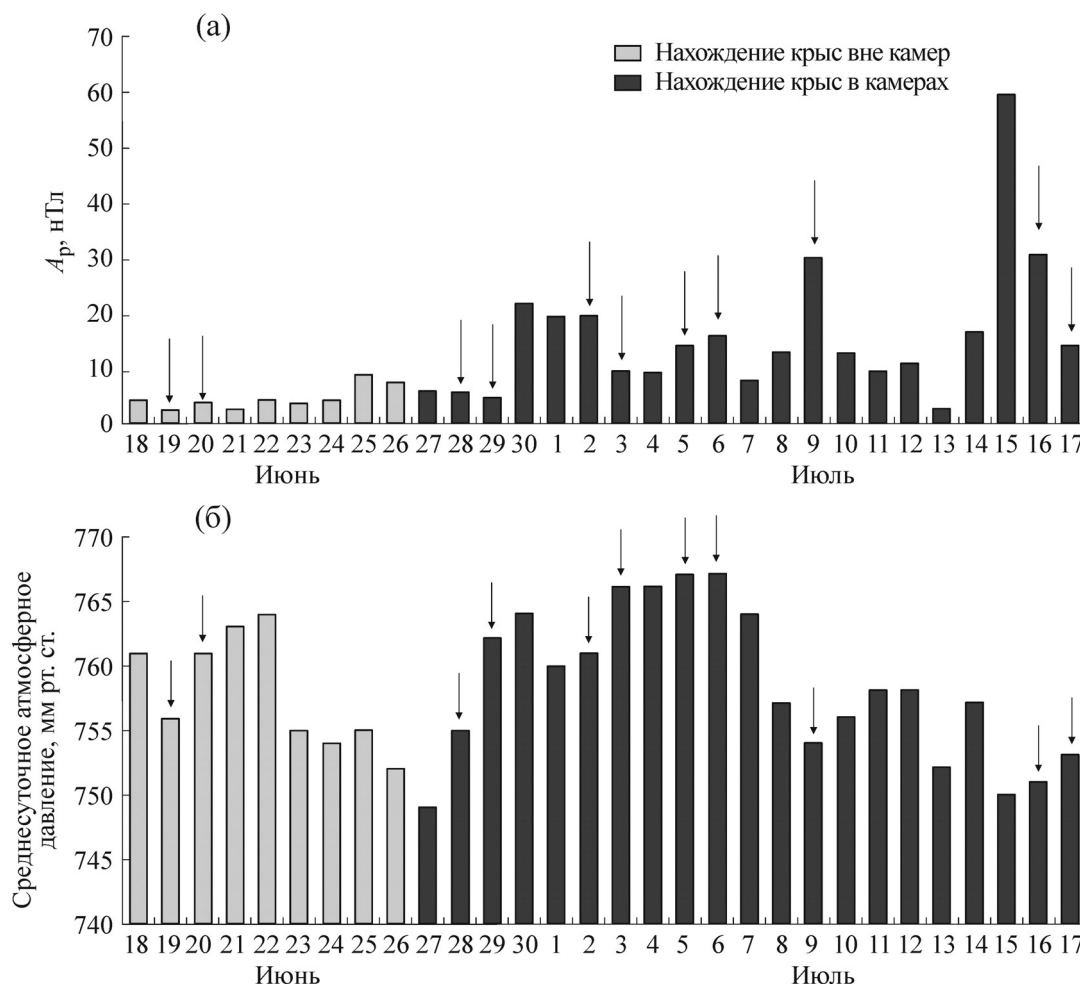 (а)
70
60
50
40
30
20
10
0
Aр, нТл
Нахождение крыс вне камер
Нахождение крыс в камерах
18 19 20 21 22 23 24 25 26 27 28 29 30 1 2 3 4 5 6 7 8 9 10 11 12 13 14 15 16 17
Июнь Июль
(б)
770
765
760
755
750
745
740
Среднесуточное атмосферное
давление, мм рт. ст.
18 19 20 21 22 23 24 25 26 27 28 29 30 1 2 3 4 5 6 7 8 9 10 11 12 13 14 15 16 17
Июнь Июль